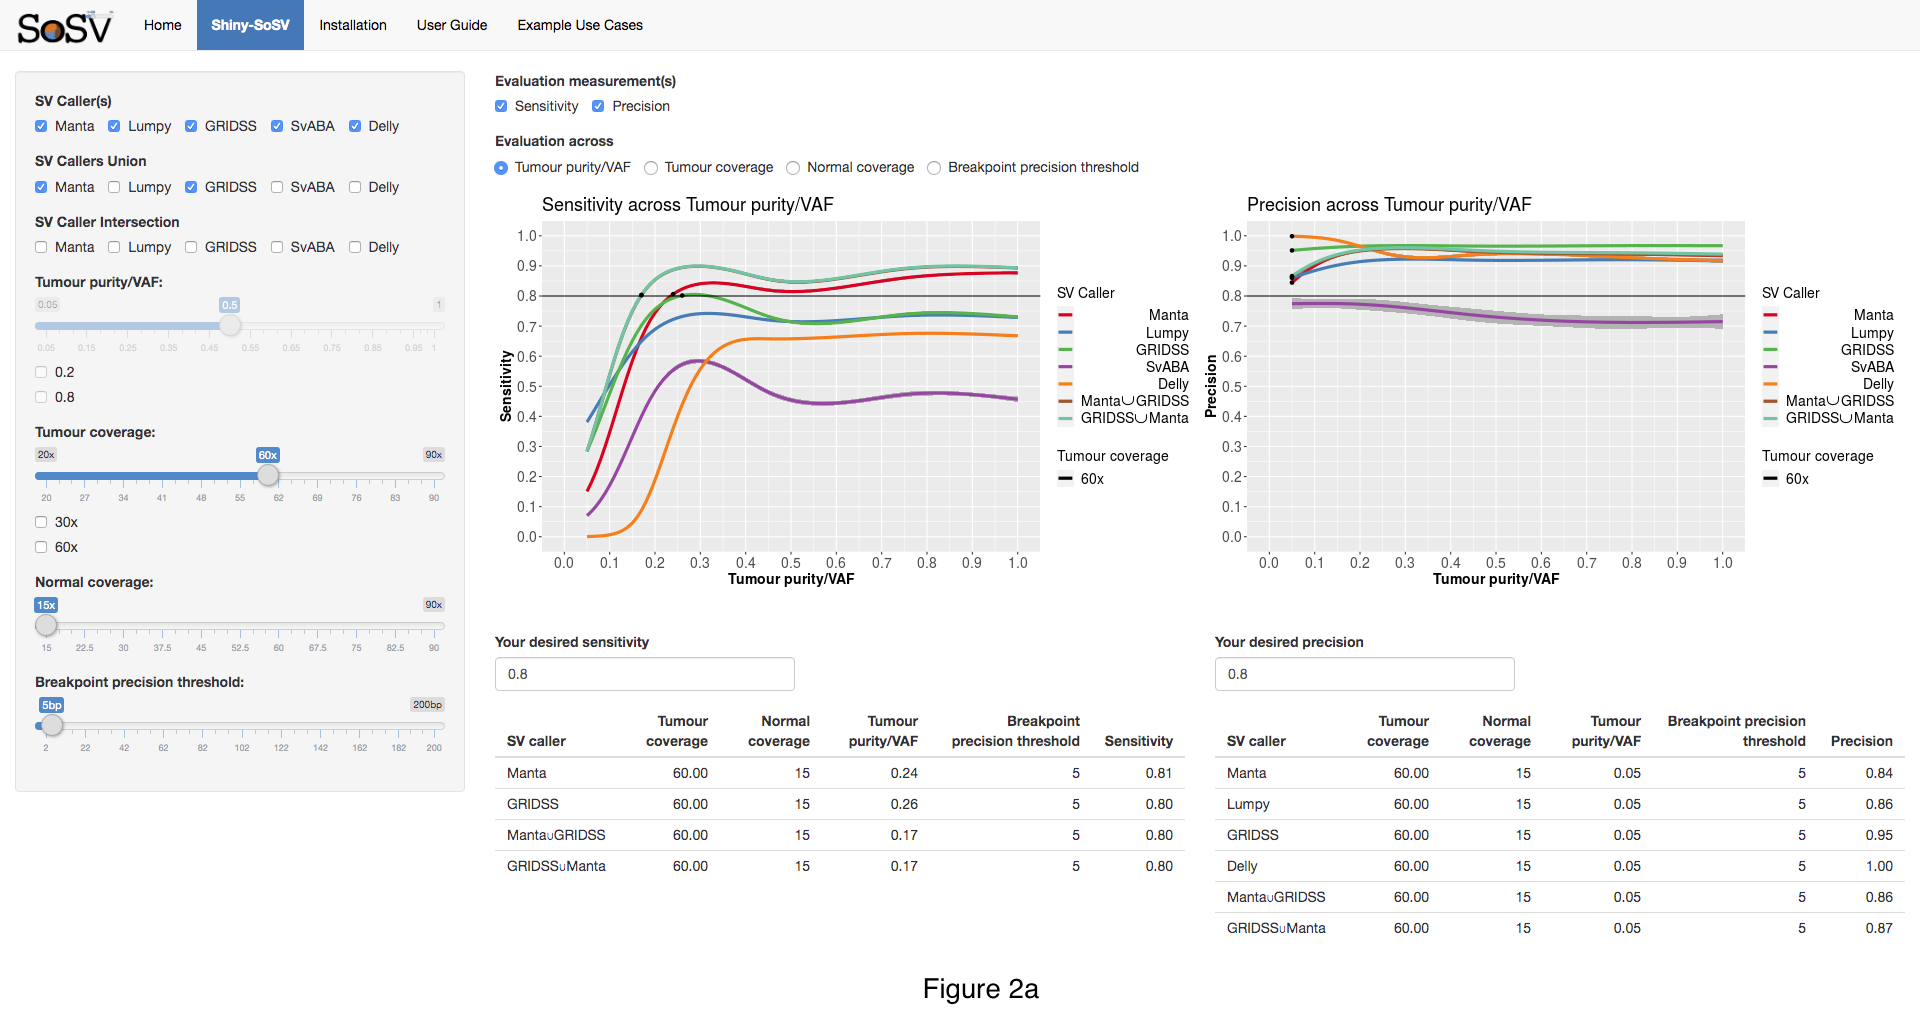 SoSV Home Shiny-SoSV Installation User Guide Example Use Cases
SV Caller(s)
Manta Lumpy GRIDSS SvABA Delly
SV Callers Union
Manta Lumpy GRIDSS SvABA Delly
SV Caller Intersection
Manta Lumpy GRIDSS SvABA Delly
Tumour purity/VAF:
0.05 0.5 1
0.05 0.15 0.25 0.35 0.45 0.55 0.65 0.75 0.85 0.95 1
0.2
0.8
Tumour coverage:
20x 60x 90x
20 27 34 41 48 55 62 69 76 83 90
30x
60x
Normal coverage:
15x 90x
15 22.5 30 37.5 45 52.5 60 67.5 75 82.5 90
Breakpoint precision threshold:
5bp 200bp
2 22 42 62 82 102 122 142 162 182 200
Evaluation measurement(s)
Sensitivity Precision
Evaluation across
Tumour purity/VAF Tumour coverage Normal coverage Breakpoint precision threshold
Sensitivity across Tumour purity/VAF
1.0
0.9
0.8
0.7
0.6
0.5
0.4
0.3
0.2
0.1
0.0
Sensitivity
0.0 0.1 0.2 0.3 0.4 0.5 0.6 0.7 0.8 0.9 1.0
Tumour purity/VAF
SV Caller
Manta
Lumpy
GRIDSS
SvABA
Delly
Manta∪GRIDSS
GRIDSS∪Manta
Tumour coverage
60x
Precision across Tumour purity/VAF
1.0
0.9
0.8
0.7
0.6
0.5
0.4
0.3
0.2
0.1
0.0
Precision
0.0 0.1 0.2 0.3 0.4 0.5 0.6 0.7 0.8 0.9 1.0
Tumour purity/VAF
SV Caller
Manta
Lumpy
GRIDSS
SvABA
Delly
Manta∪GRIDSS
GRIDSS∪Manta
Tumour coverage
60x
Your desired sensitivity
0.8
Tumour Normal Tumour Breakpoint
SV caller coverage coverage purity/VAF precision threshold Sensitivity
Manta 60.00 15 0.24 5 0.81
GRIDSS 60.00 15 0.26 5 0.80
Manta∪GRIDSS 60.00 15 0.17 5 0.80
GRIDSS∪Manta 60.00 15 0.17 5 0.80
Your desired precision
0.8
Tumour Normal Tumour Breakpoint precision
SV caller coverage coverage purity/VAF threshold Precision
Manta 60.00 15 0.05 5 0.84
Lumpy 60.00 15 0.05 5 0.86
GRIDSS 60.00 15 0.05 5 0.95
Delly 60.00 15 0.05 5 1.00
Manta∪GRIDSS 60.00 15 0.05 5 0.86
GRIDSS∪Manta 60.00 15 0.05 5 0.87
Figure 2a